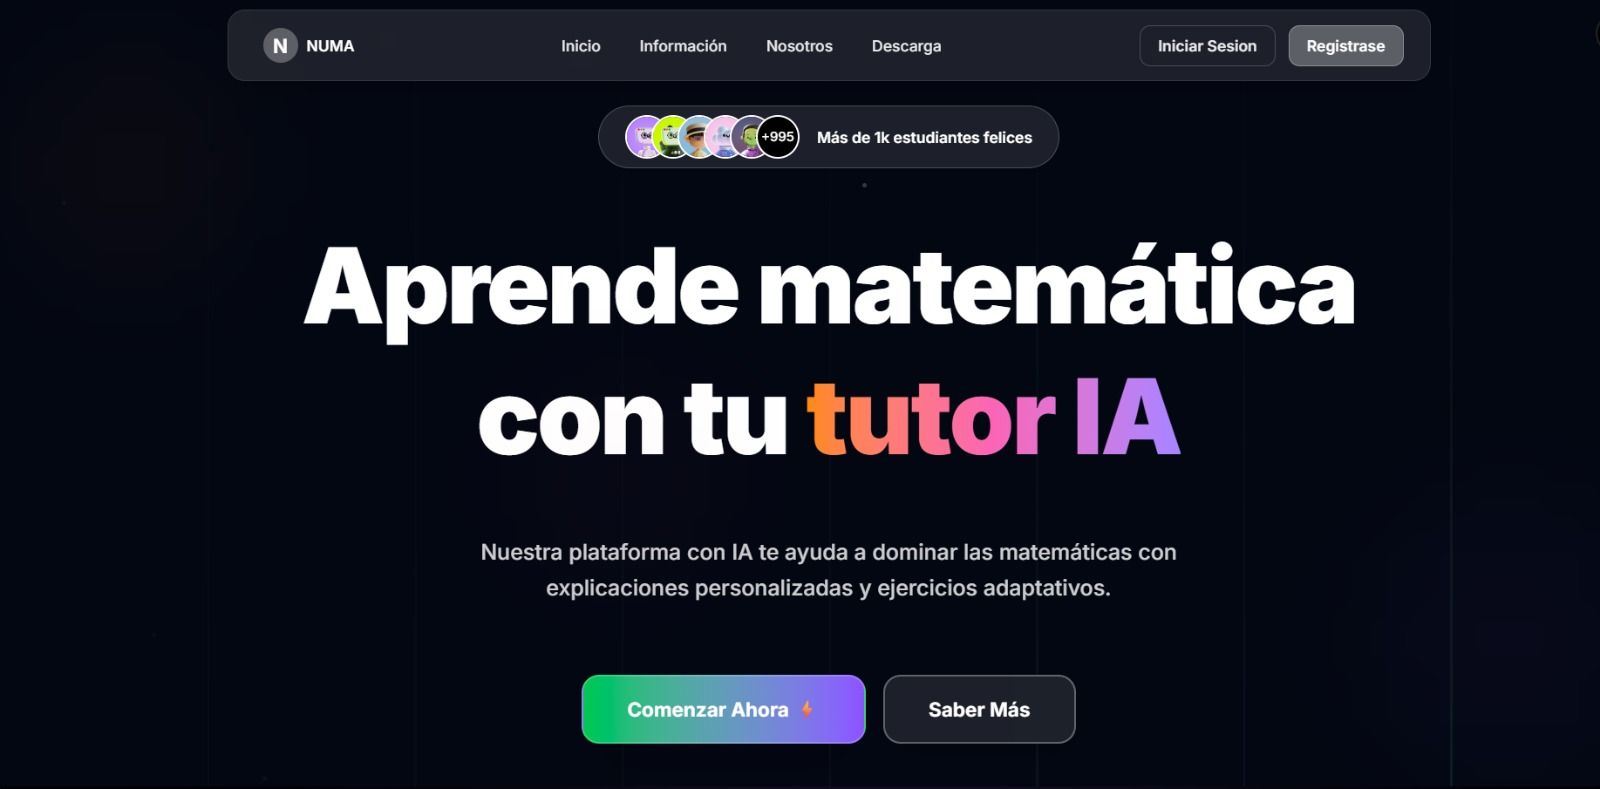 N NUMA
Inicio
Información
Nosotros
Descarga
Iniciar Sesion
Registrase
+995
Más de 1k estudiantes felices
Aprende matemática
con tu tutor IA
Nuestra plataforma con IA te ayuda a dominar las matemáticas con
explicaciones personalizadas y ejercicios adaptativos.
Comenzar Ahora
Saber Más